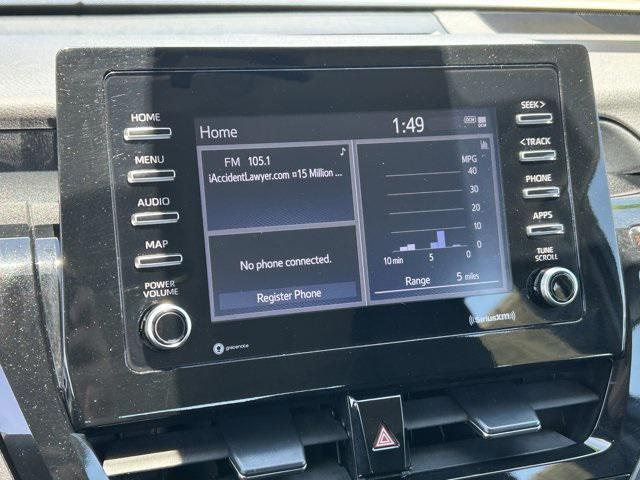 HOME
MENU
AUDIO
MAP
POWER
VOLUME
Home
1:49
DCM
DCM
FM 105.1
iAccidentLawyer.com ¤15 Million ...
No phone connected.
Register Phone
MPG
40
30
20
10
0
10 min 5 0
Range 5 miles
SEEK >
< TRACK
PHONE
APPS
TUNE
SCROLL
gracenote
((SiriusXM))